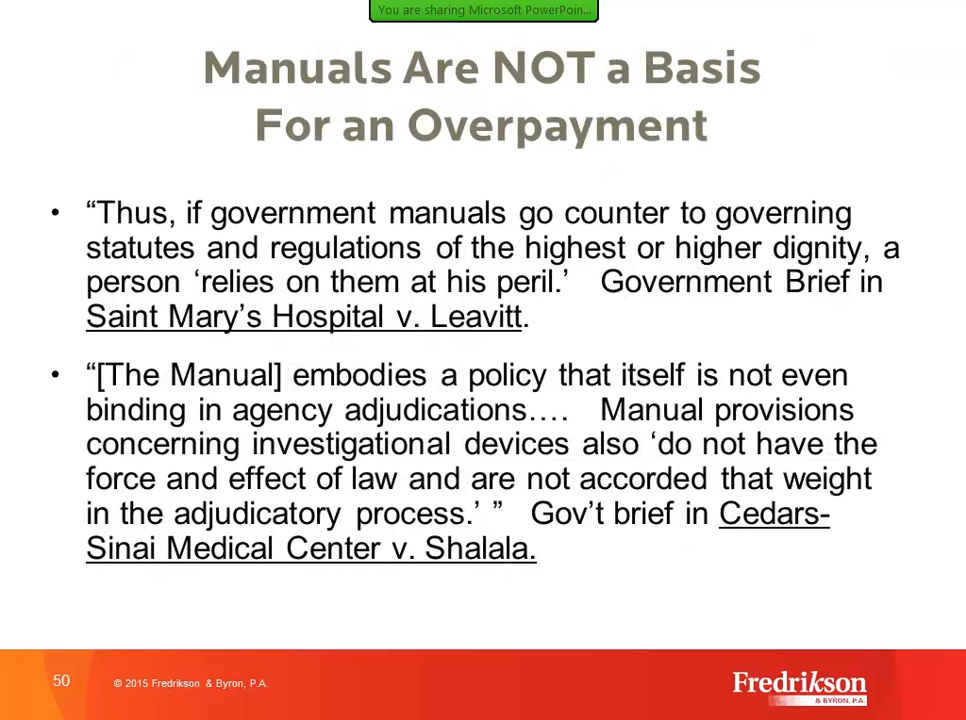 You are sharing Microsoft PowerPoin...
Manuals Are NOT a Basis
For an Overpayment
• “Thus, if government manuals go counter to governing
statutes and regulations of the highest or higher dignity, a
person ‘relies on them at his peril.’ Government Brief in
Saint Mary’s Hospital v. Leavitt.
• “[The Manual] embodies a policy that itself is not even
binding in agency adjudications…. Manual provisions
concerning investigational devices also ‘do not have the
force and effect of law and are not accorded that weight
in the adjudicatory process.’ ” Gov’t brief in Cedars-
Sinai Medical Center v. Shalala.
50
© 2015 Fredrikson & Byron, P.A.
Fredrikson
& BYRON, P.A.